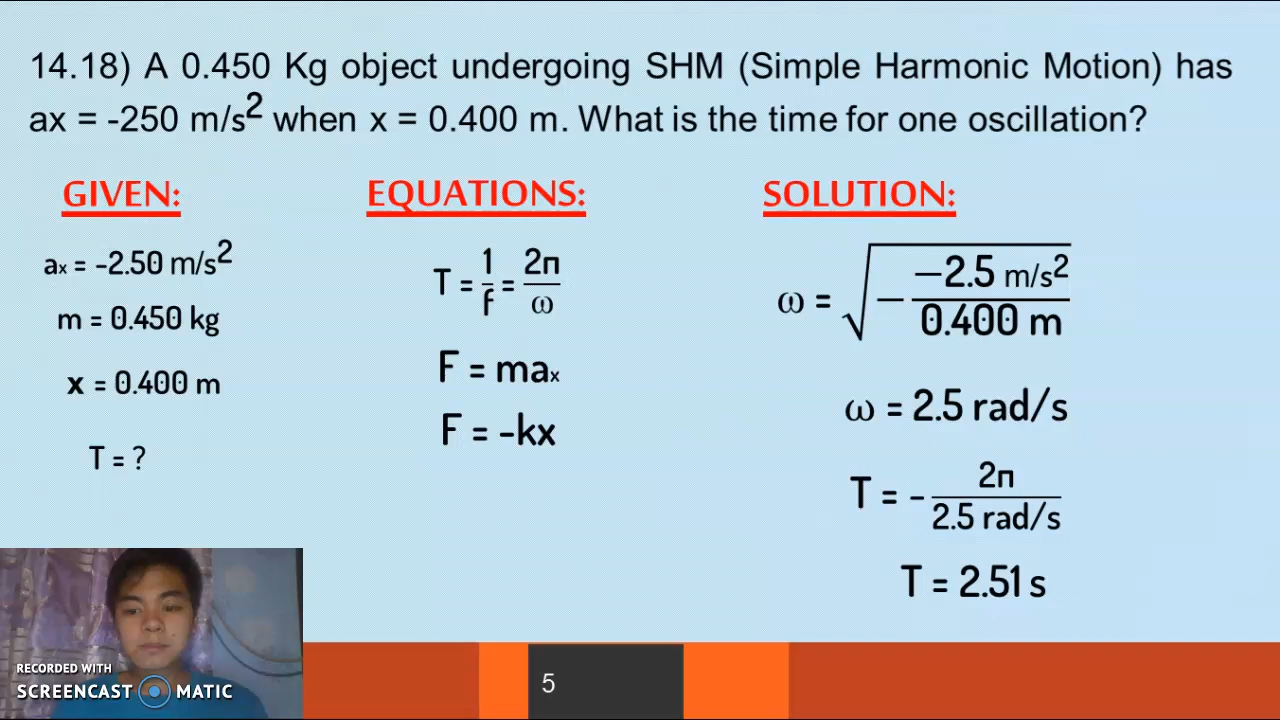 14.18) A 0.450 Kg object undergoing SHM (Simple Harmonic Motion) has
ax = -250 m/s² when x = 0.400 m. What is the time for one oscillation?
GIVEN:
aₓ = -2.50 m/s²
m = 0.450 kg
x = 0.400 m
T = ?
EQUATIONS:
T = 1/f = 2π/ω
F = maₓ
F = -kx
SOLUTION:
ω = √(− −2.5 m/s² / 0.400 m)
ω = 2.5 rad/s
T = - 2π / 2.5 rad/s
T = 2.51 s
RECORDED WITH
SCREENCAST MATIC
5